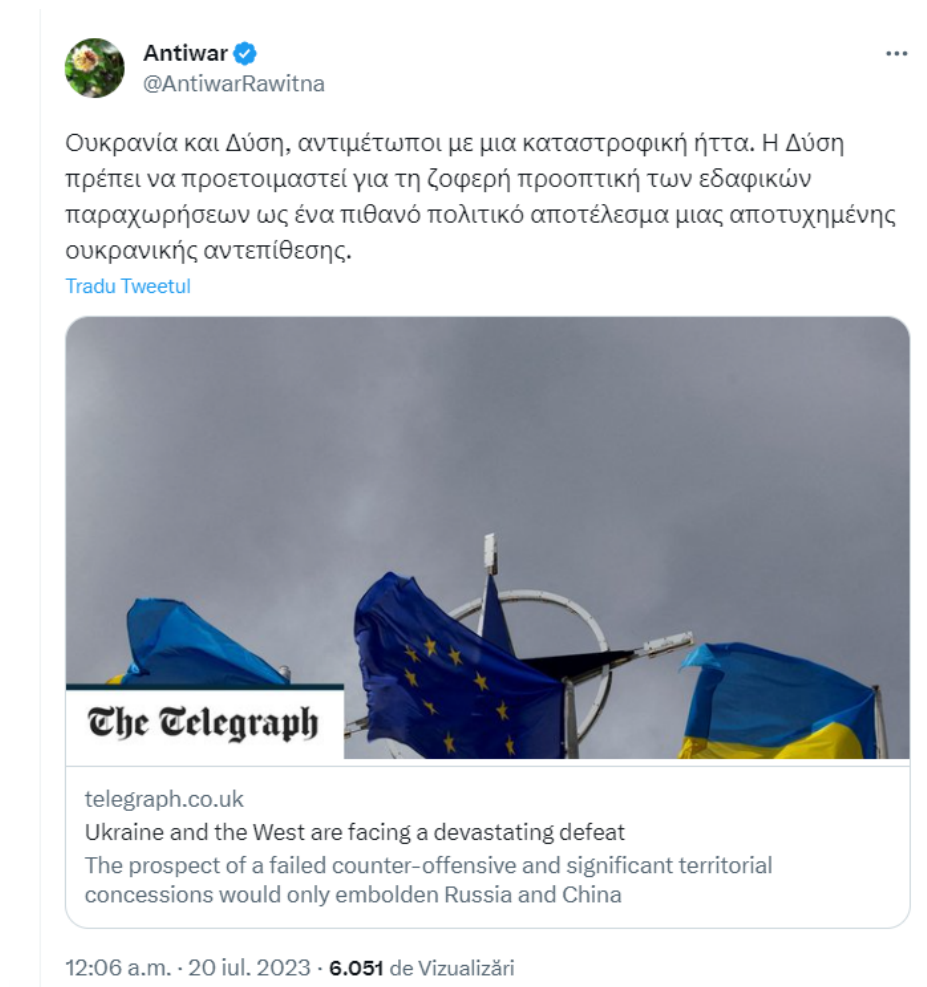 Antiwar
@AntiwarRawitna
Ουκρανία και Δύση, αντιμέτωποι με μια καταστροφική ήττα. Η Δύση
πρέπει να προετοιμαστεί για τη ζοφερή προοπτική των εδαφικών
παραχωρήσεων ως ένα πιθανό πολιτικό αποτέλεσμα μιας αποτυχημένης
ουκρανικής αντεπίθεσης.
Tradu Tweetul
The Telegraph
telegraph.co.uk
Ukraine and the West are facing a devastating defeat
The prospect of a failed counter-offensive and significant territorial
concessions would only embolden Russia and China
12:06 a.m. · 20 iul. 2023 · 6.051 de Vizualizări